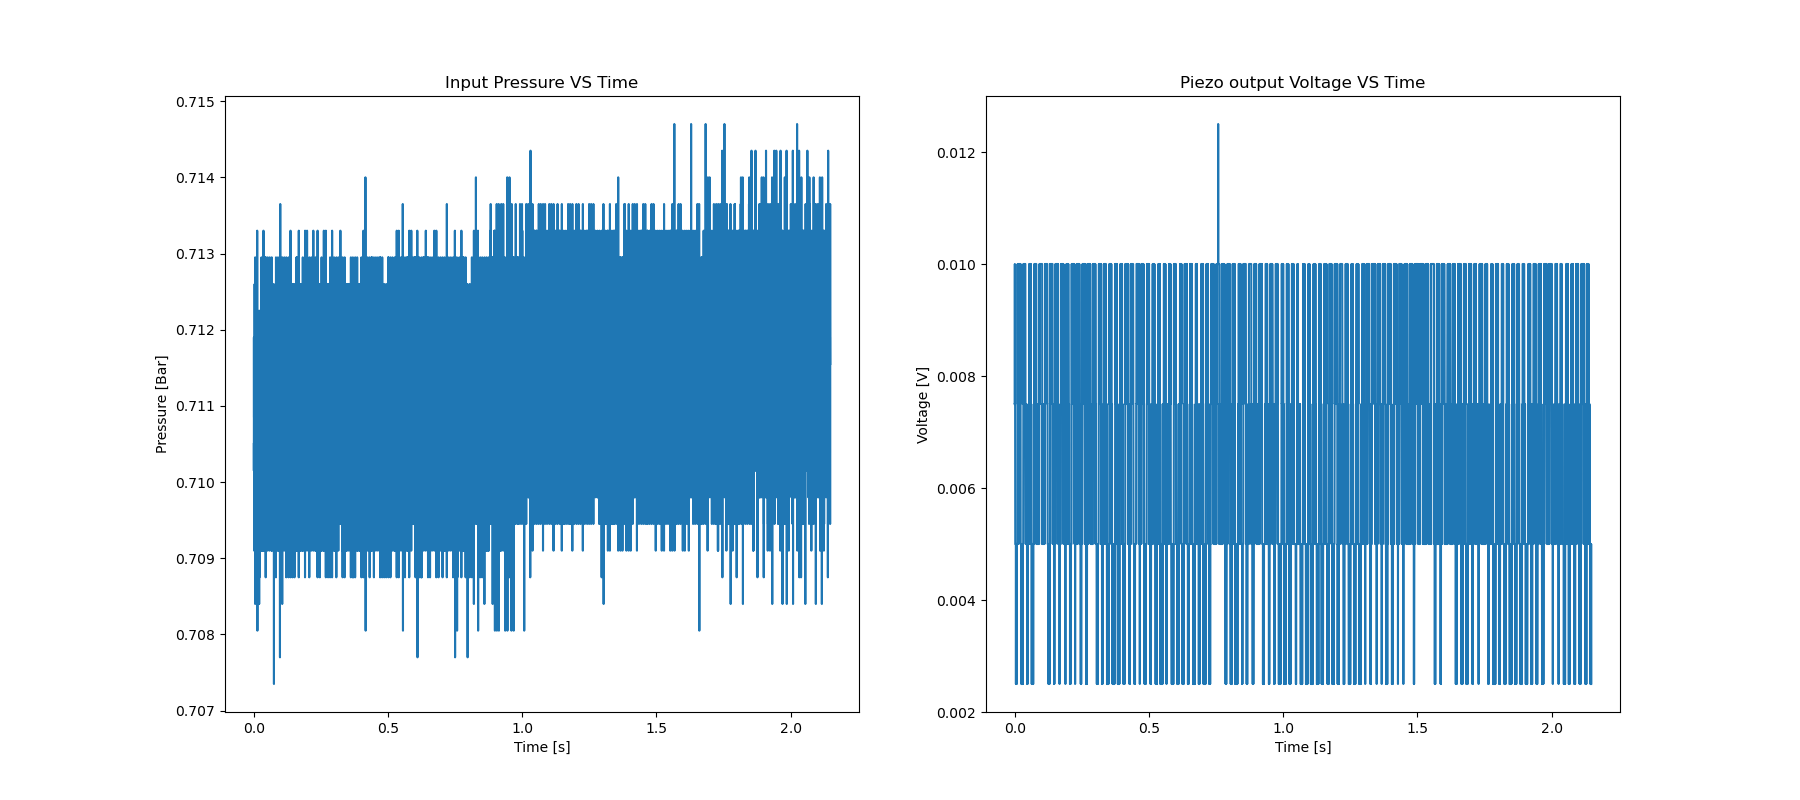 Input Pressure VS Time
Pressure [Bar]
0.715
0.714
0.713
0.712
0.711
0.710
0.709
0.708
0.707
0.0 0.5 1.0 1.5 2.0
Time [s]
Piezo output Voltage VS Time
Voltage [V]
0.012
0.010
0.008
0.006
0.004
0.002
0.0 0.5 1.0 1.5 2.0
Time [s]